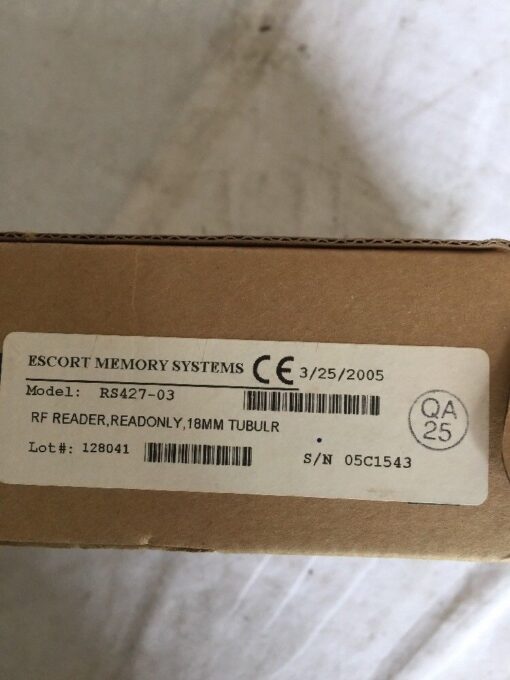 ESCORT MEMORY SYSTEMS CE 3/25/2005
Model: RS427-03
RF READER,READONLY,18MM TUBULR
QA
25
Lot#: 128041
S/N 05C1543